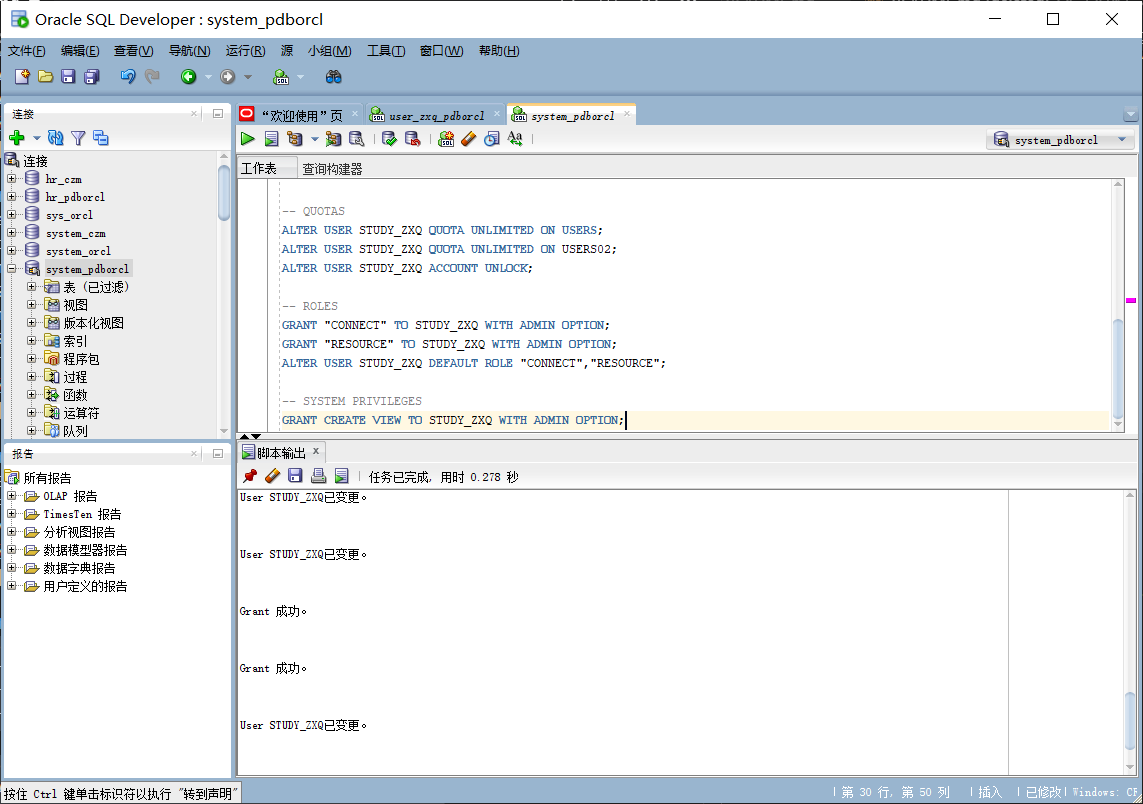 Oracle SQL Developer : system_pdborcl
文件(F) 编辑(E) 查看(V) 导航(N) 运行(R) 源 小组(M) 工具(T) 窗口(W) 帮助(H)
连接
连接
hr_czm
hr_pdborcl
sys_orcl
system_czm
system_orcl
system_pdborcl
表（已过滤）
视图
版本化视图
索引
程序包
过程
函数
运算符
队列
报告
所有报告
OLAP 报告
TimesTen 报告
分析视图报告
数据模型器报告
数据字典报告
用户定义的报告
“欢迎使用”页 user_zxq_pdborcl system_pdborcl
system_pdborcl
工作表 查询构建器
-- QUOTAS
ALTER USER STUDY_ZXQ QUOTA UNLIMITED ON USERS;
ALTER USER STUDY_ZXQ QUOTA UNLIMITED ON USERS02;
ALTER USER STUDY_ZXQ ACCOUNT UNLOCK;
-- ROLES
GRANT "CONNECT" TO STUDY_ZXQ WITH ADMIN OPTION;
GRANT "RESOURCE" TO STUDY_ZXQ WITH ADMIN OPTION;
ALTER USER STUDY_ZXQ DEFAULT ROLE "CONNECT","RESOURCE";
-- SYSTEM PRIVILEGES
GRANT CREATE VIEW TO STUDY_ZXQ WITH ADMIN OPTION;
脚本输出
任务已完成, 用时 0.278 秒
User STUDY_ZXQ已变更。
User STUDY_ZXQ已变更。
Grant 成功。
Grant 成功。
User STUDY_ZXQ已变更。
按住 Ctrl 键单击标识符以执行 "转到声明"
第 30 行, 第 50 列 插入 已修改 Windows: CF